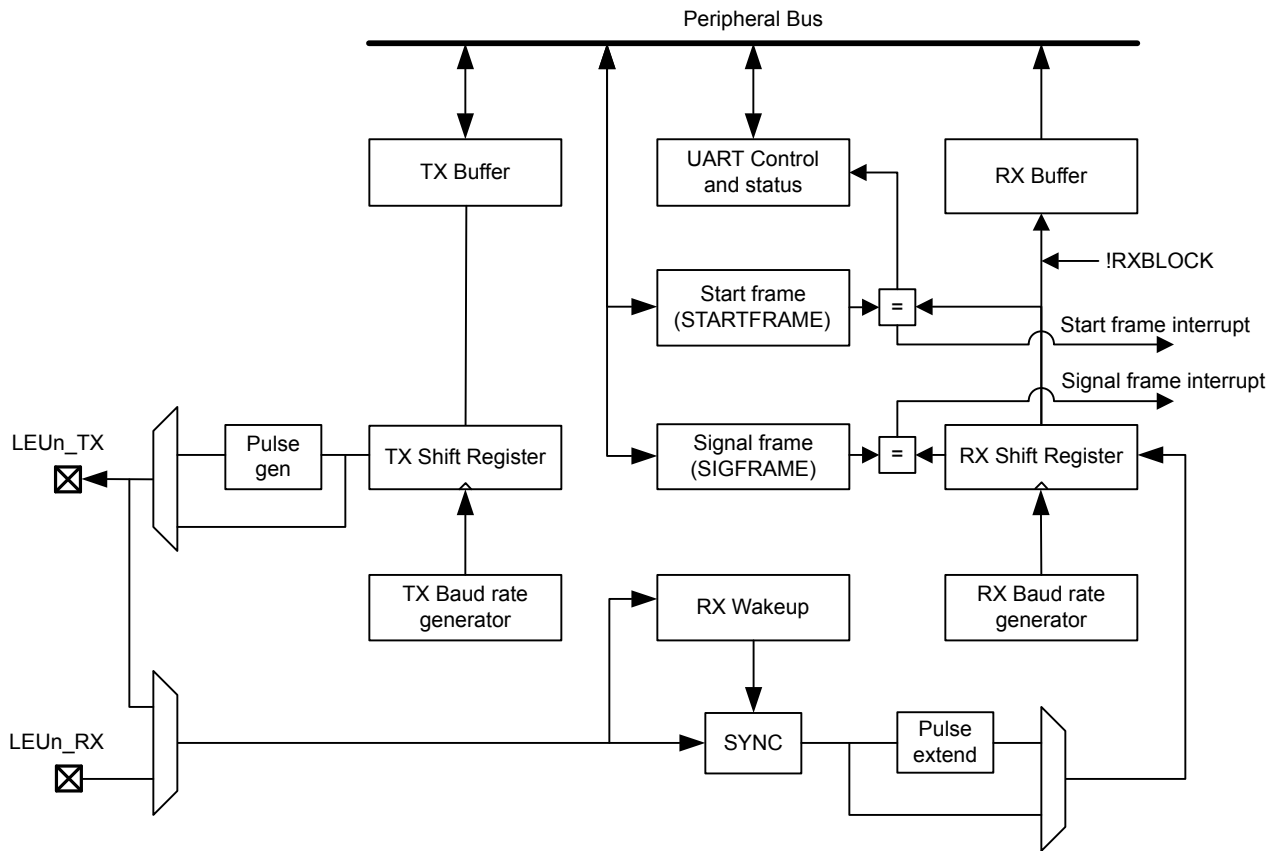 Peripheral Bus
TX Buffer
UART Control
and status
RX Buffer
!RXBLOCK
Start frame
(STARTFRAME)
=
Start frame interrupt
Signal frame interrupt
LEUn_TX
Pulse
gen
TX Shift Register
Signal frame
(SIGFRAME)
=
RX Shift Register
TX Baud rate
generator
RX Wakeup
RX Baud rate
generator
LEUn_RX
SYNC
Pulse
extend